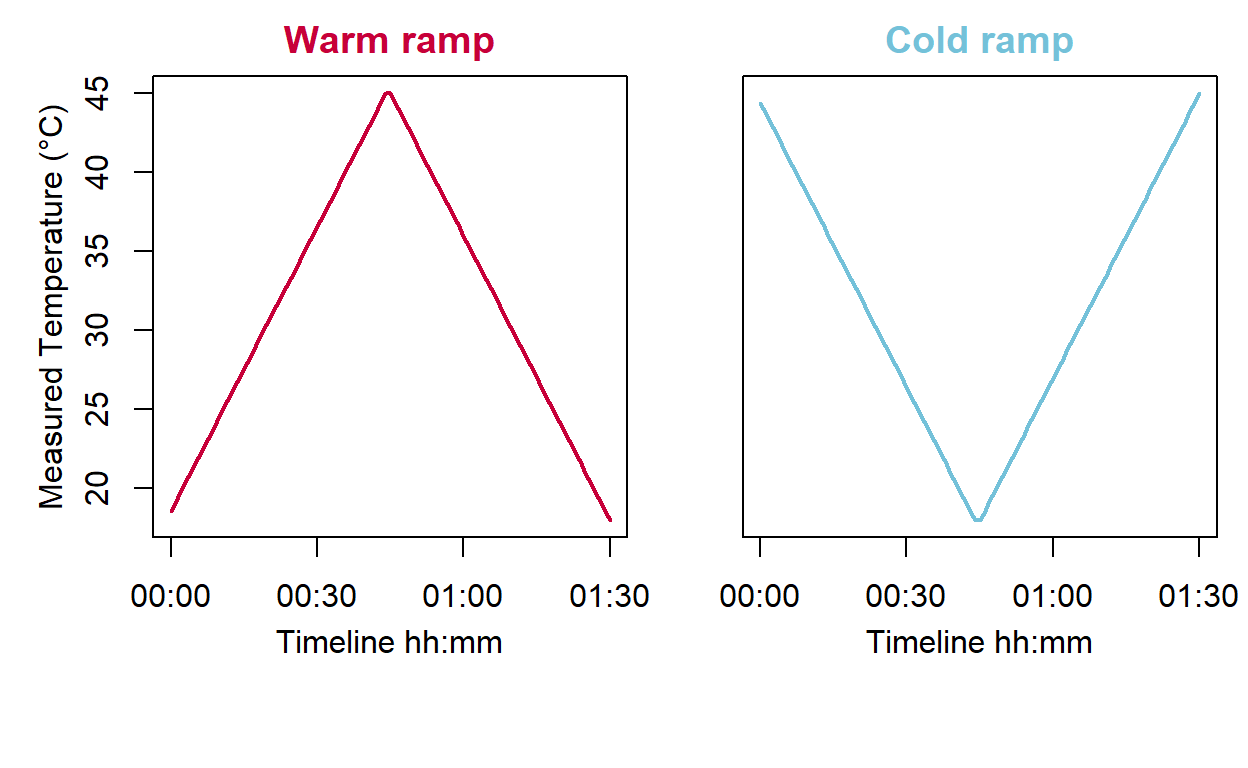 Warm ramp
Cold ramp
Measured Temperature (°C)
45
40
35
30
25
20
00:00 00:30 01:00 01:30
00:00 00:30 01:00 01:30
Timeline hh:mm
Timeline hh:mm